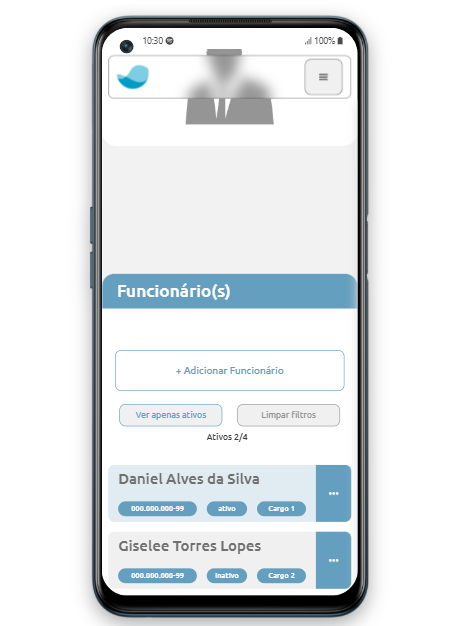 10:30 100%
Funcionário(s)
+ Adicionar Funcionário
Ver apenas ativos Limpar filtros
Ativos 2/4
Daniel Alves da Silva
000.000.000-99 ativo Cargo 1
...
Giselee Torres Lopes
000.000.000-99 Inativo Cargo 2
...